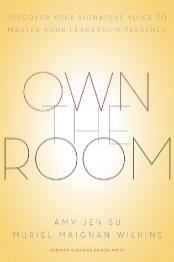 DISCOVER YOUR SIGNATURE VOICE TO
MASTER YOUR LEADERSHIP PRESENCE
OWN
THE
ROOM
AMY JEN SU
MURIEL MAIGNAN WILKINS
HARVARD BUSINESS REVIEW PRESS